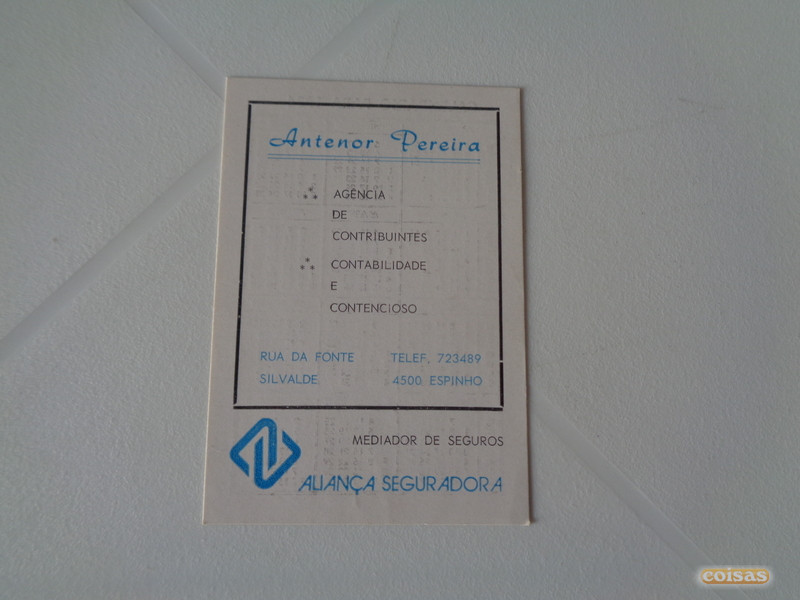 Antenor Pereira
AGÊNCIA
DE
CONTRIBUINTES
CONTABILIDADE
E
CONTENCIOSO
RUA DA FONTE TELEF. 723489
SILVALDE 4500 ESPINHO
MEDIADOR DE SEGUROS
ALIANÇA SEGURADORA
coisas